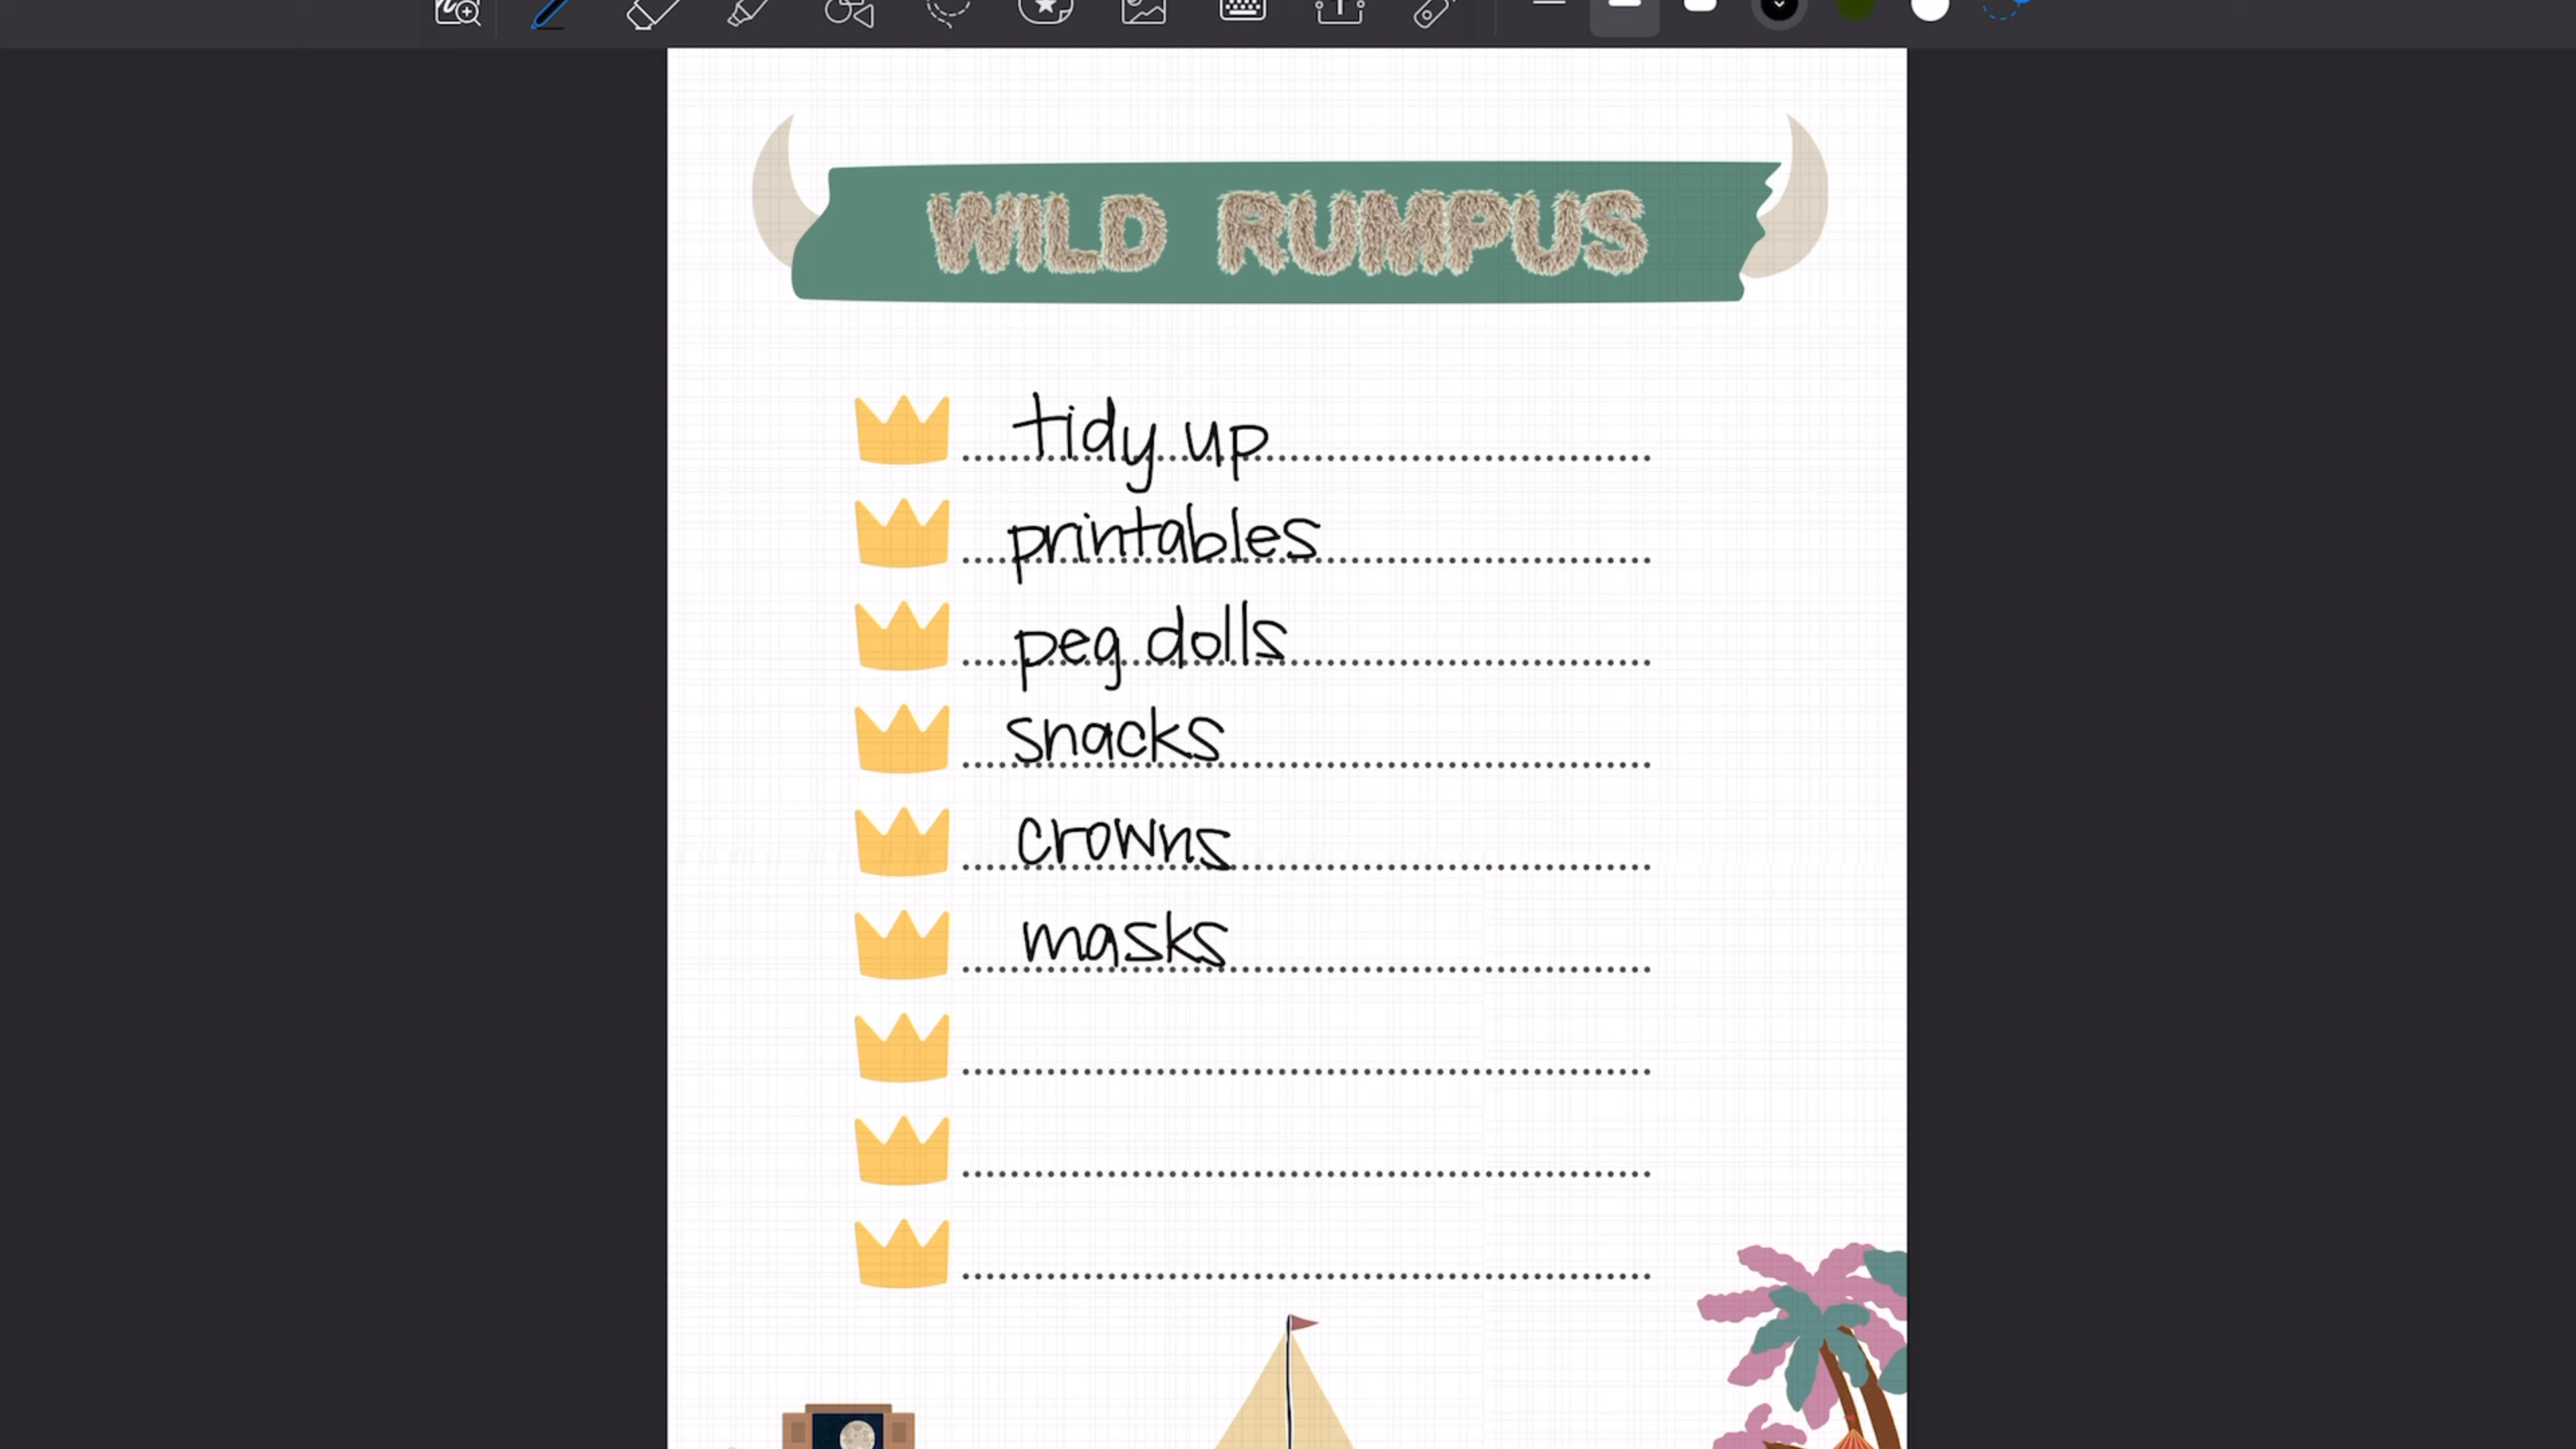 WILD RUMPUS
tidy up
printables
peg dolls
snacks
crowns
masks